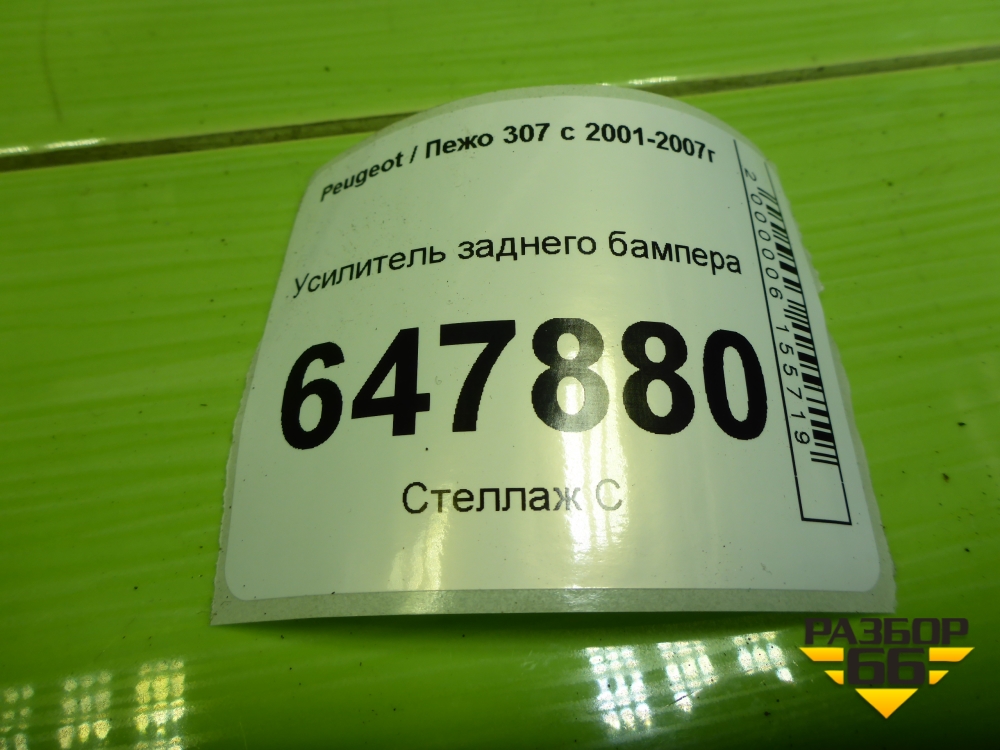 Peugeot / Пежо 307 с 2001-2007г
Усилитель заднего бампера
647880
Стеллаж С
2000006155719
РАЗБОР
66